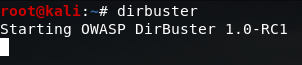 root@kali:~# dirbuster
Starting OWASP DirBuster 1.0-RC1